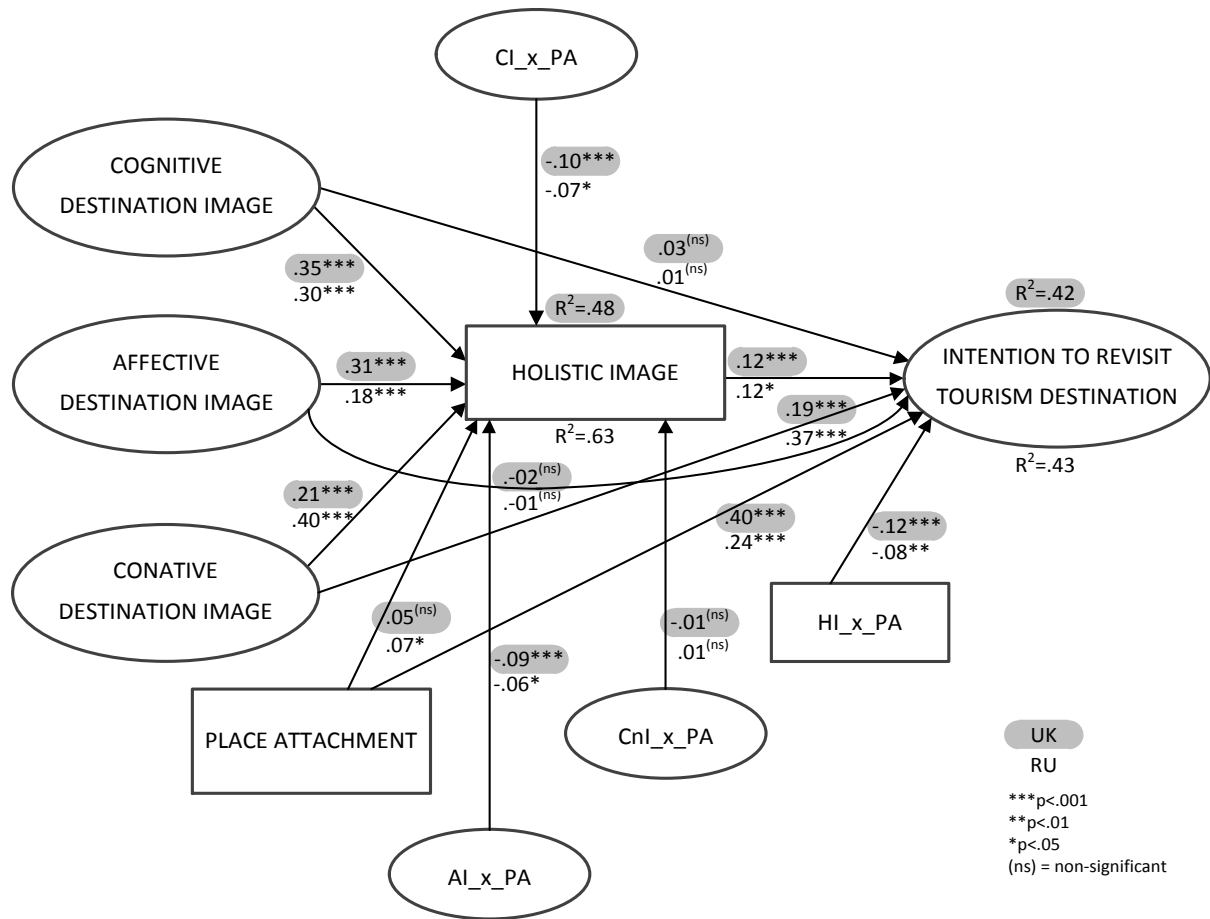 CI_x_PA
COGNITIVE
DESTINATION IMAGE
-.10***
-.07*
.03(ns)
.01(ns)
.35***
.30***
R²=.48
R²=.42
AFFECTIVE
DESTINATION IMAGE
.31***
.18***
HOLISTIC IMAGE
.12***
.12*
INTENTION TO REVISIT
TOURISM DESTINATION
R²=.63
.19***
.37***
R²=.43
.-02(ns)
.-01(ns)
.21***
.40***
.40***
.24***
-.12***
-.08**
CONATIVE
DESTINATION IMAGE
.05(ns)
.07*
-.01(ns)
.01(ns)
HI_x_PA
-.09***
-.06*
PLACE ATTACHMENT
CnI_x_PA
AI_x_PA
UK
RU
***p<.001
**p<.01
*p<.05
(ns) = non-significant